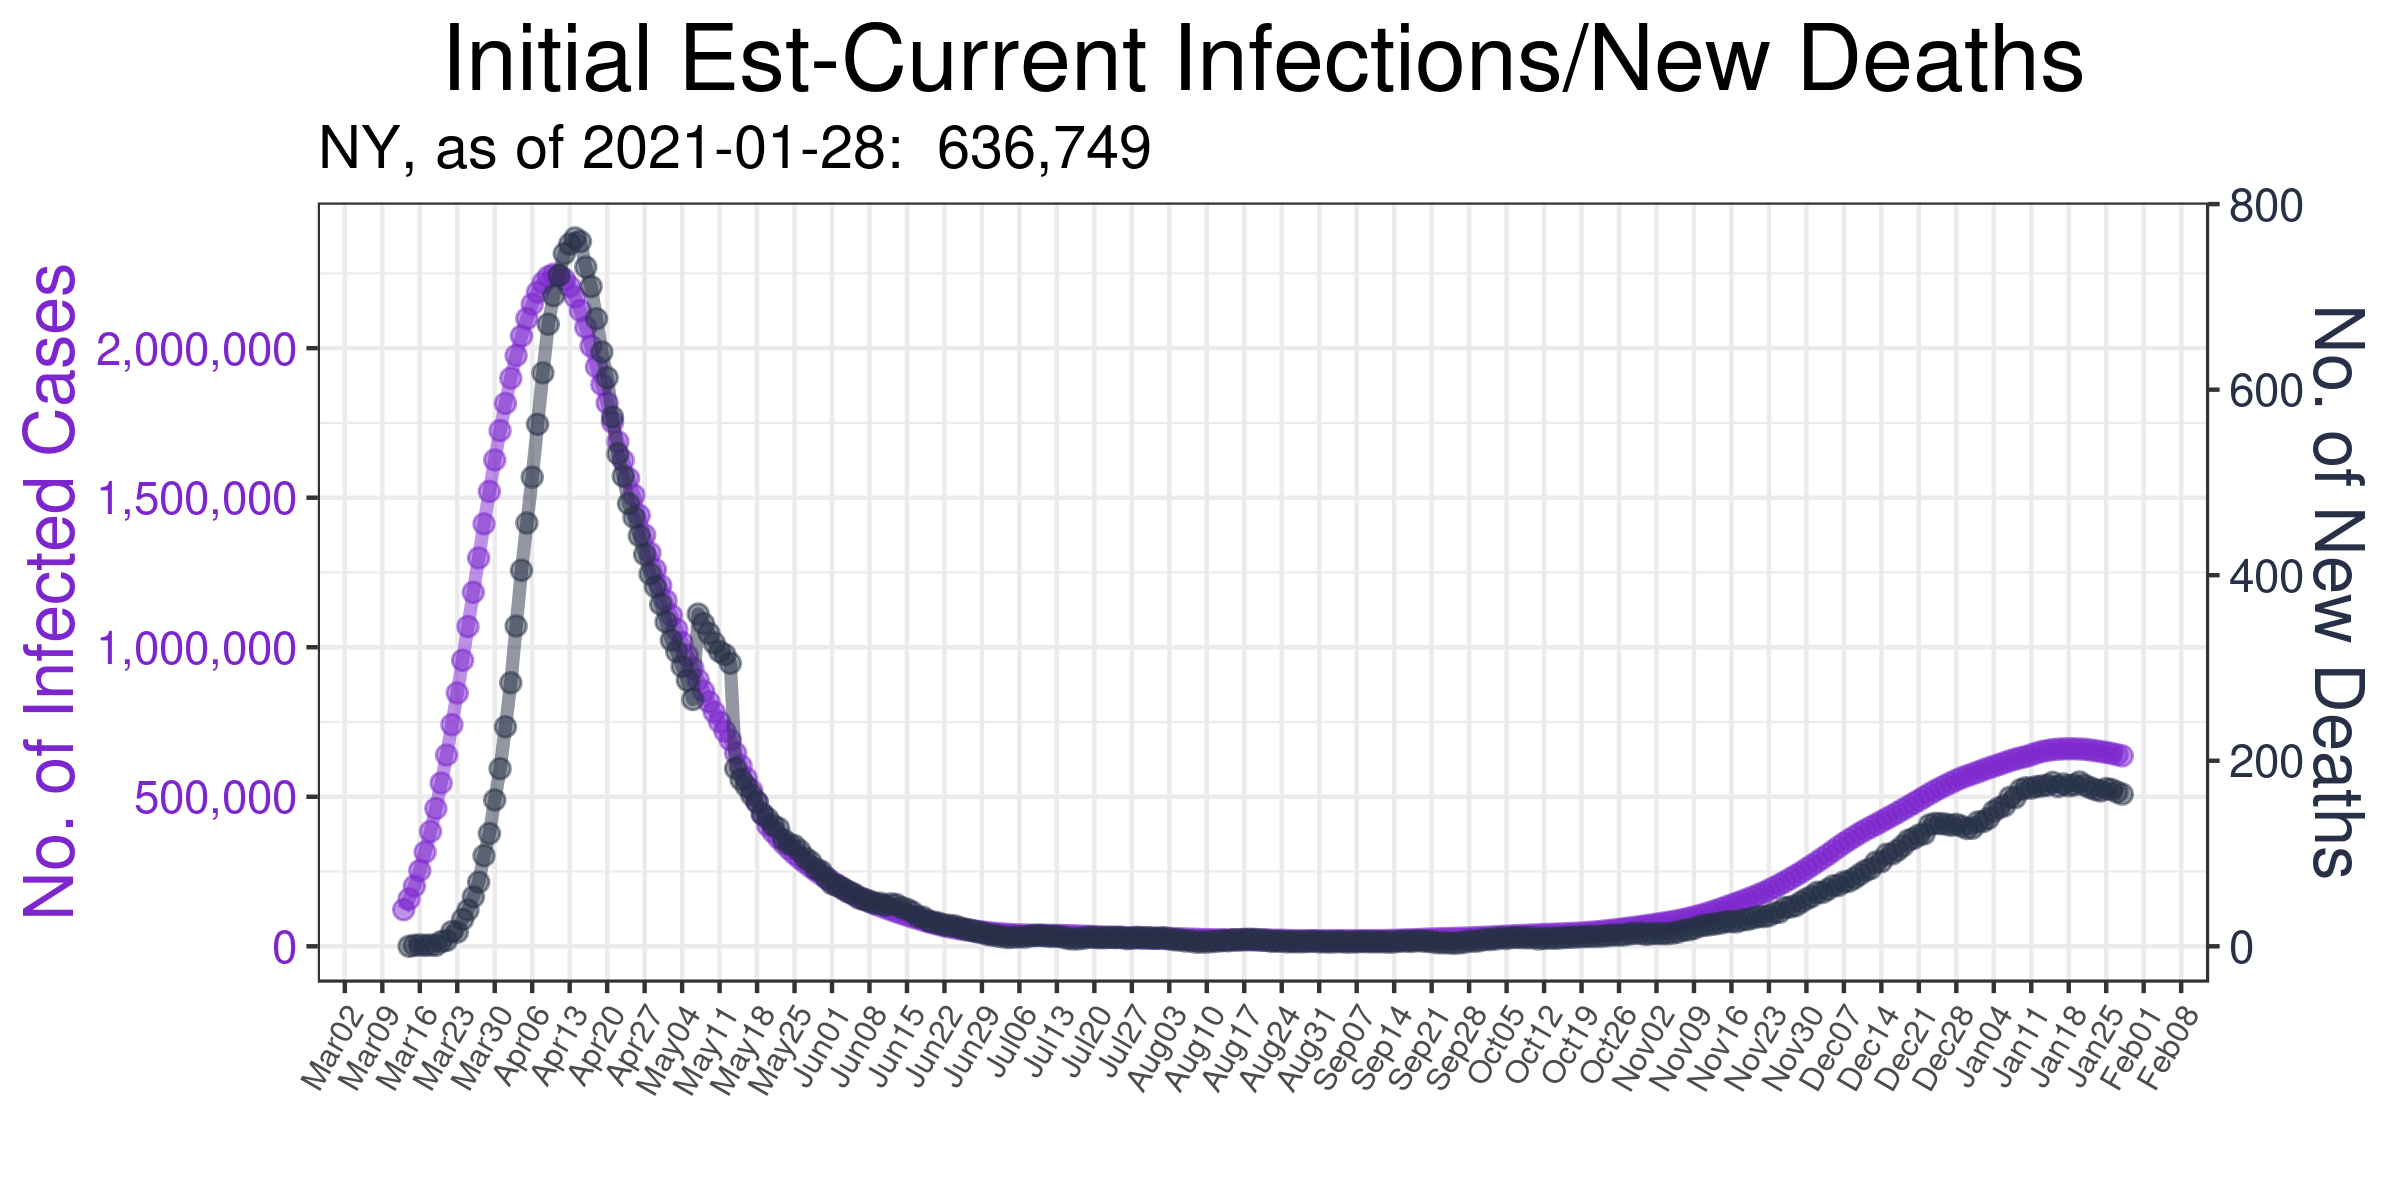 Initial Est-Current Infections/New Deaths
NY, as of 2021-01-28:  636,749
No. of Infected Cases
2,000,000
1,500,000
1,000,000
500,000
0
800
600
400
200
0
No. of New Deaths
Mar02
Mar09
Mar16
Mar23
Mar30
Apr06
Apr13
Apr20
Apr27
May04
May11
May18
May25
Jun01
Jun08
Jun15
Jun22
Jun29
Jul06
Jul13
Jul20
Jul27
Aug03
Aug10
Aug17
Aug24
Aug31
Sep07
Sep14
Sep21
Sep28
Oct05
Oct12
Oct19
Oct26
Nov02
Nov09
Nov16
Nov23
Nov30
Dec07
Dec14
Dec21
Dec28
Jan04
Jan11
Jan18
Jan25
Feb01
Feb08